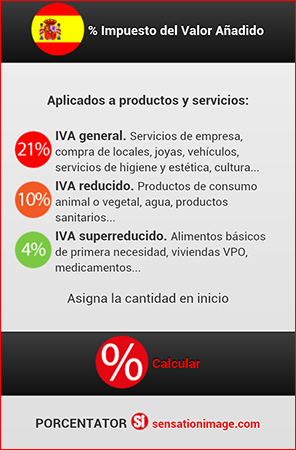 % Impuesto del Valor Añadido
Aplicados a productos y servicios:
21%
IVA general. Servicios de empresa,
compra de locales, joyas, vehículos,
servicios de higiene y estética, cultura...
10%
IVA reducido. Productos de consumo
animal o vegetal, agua, productos
sanitarios...
4%
IVA superreducido. Alimentos básicos
de primera necesidad, viviendas VPO,
medicamentos...
Asigna la cantidad en inicio
% Calcular
PORCENTATOR Si sensationimage.com